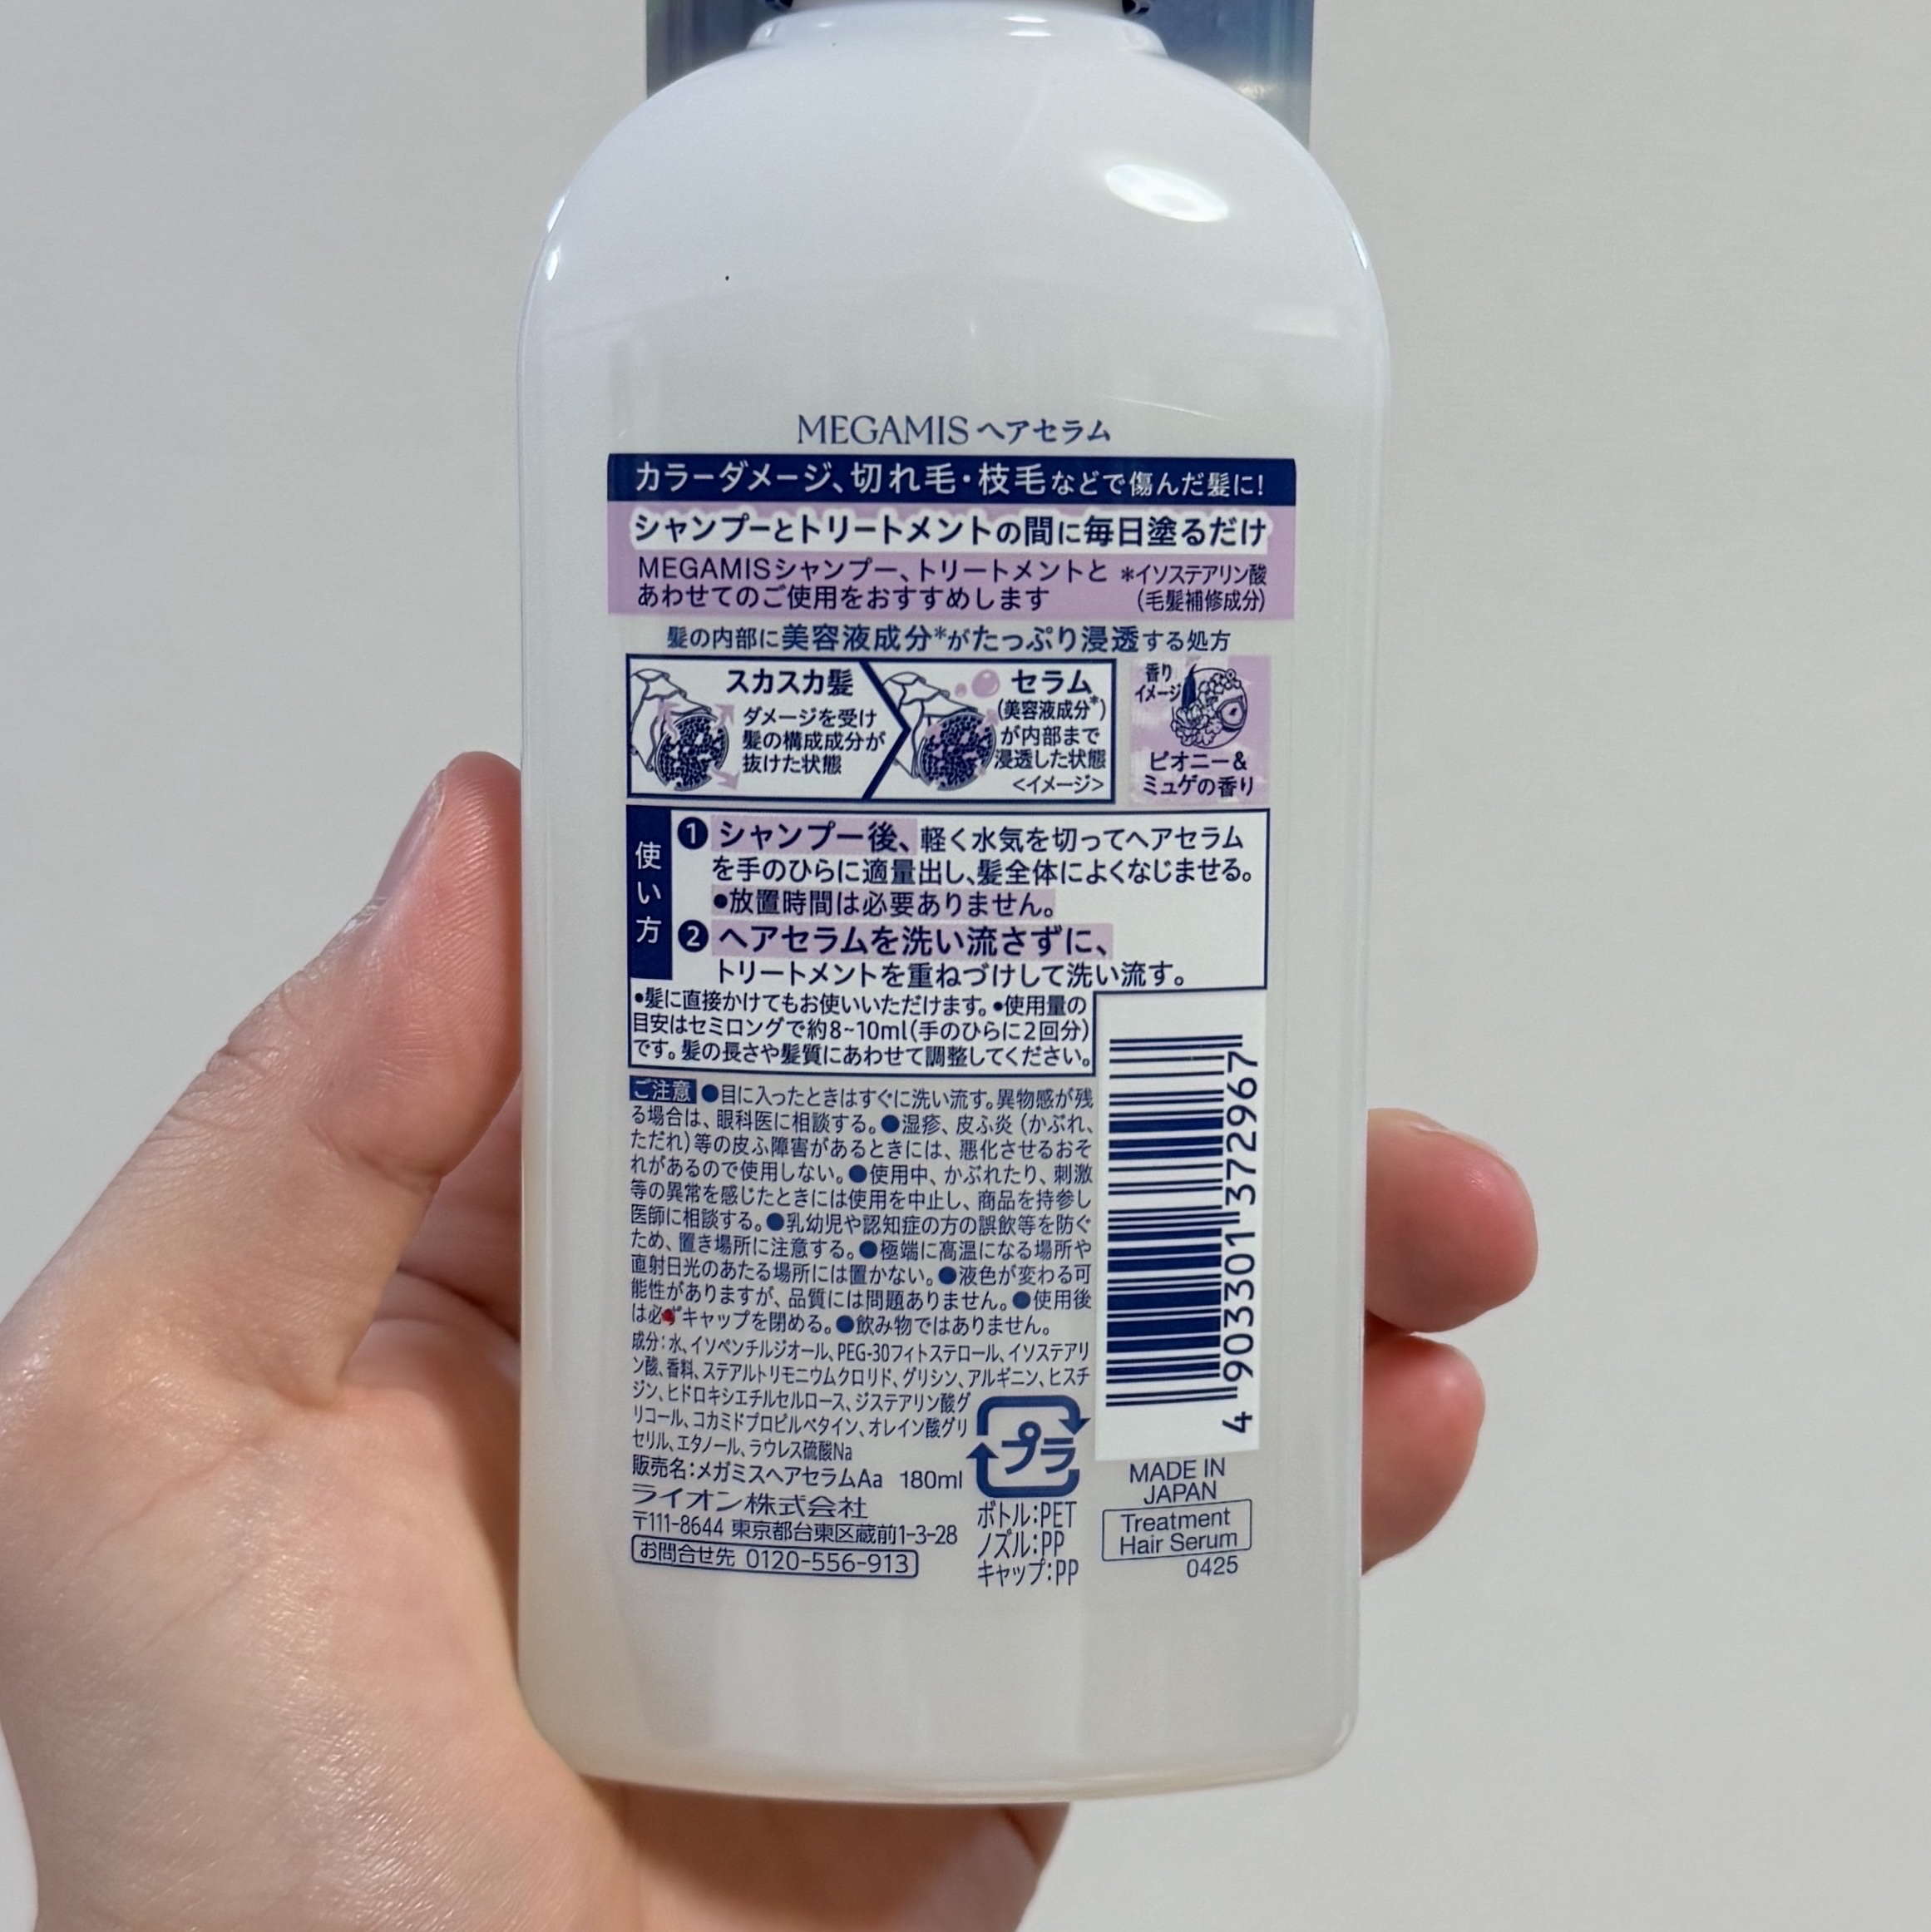 MEGAMIS ヘアセラム
カラーダメージ、切れ毛・枝毛などで傷んだ髪に!
シャンプーとトリートメントの間に毎日塗るだけ
MEGAMISシャンプー、トリートメントと
あわせてのご使用をおすすめします
*イソステアリン酸
(毛髪補修成分)
髪の内部に美容液成分*がたっぷり浸透する処方
スカスカ髪
ダメージを受け
髪の構成成分が
抜けた状態
セラム
(美容液成分*)
が内部まで
浸透した状態
<イメージ>
香り
イメージ
ピオニー&
ミュゲの香り
使い方
❶ シャンプー後、軽く水気を切ってヘアセラム
を手のひらに適量出し、髪全体によくなじませる。
●放置時間は必要ありません。
❷ ヘアセラムを洗い流さずに、
トリートメントを重ねづけして洗い流す。
●髪に直接かけてもお使いいただけます。●使用量の
目安はセミロングで約8~10ml(手のひらに2回分)
です。髪の長さや髪質にあわせて調整してください。
ご注意 ●目に入ったときはすぐに洗い流す。異物感が残
る場合は、眼科医に相談する。●湿疹、皮ふ炎(かぶれ、
ただれ)等の皮ふ障害があるときには、悪化させるおそ
れがあるので使用しない。●使用中、かぶれたり、刺激
等の異常を感じたときには使用を中止し、商品を持参し
医師に相談する。●乳幼児や認知症の方の誤飲等を防ぐ
ため、置き場所に注意する。●極端に高温になる場所や
直射日光のあたる場所には置かない。●液色が変わる可
能性がありますが、品質には問題ありません。●使用後
は必 キャップを閉める。●飲み物ではありません。
成分:水、イソペンチルジオール、PEG-30フィトステロール、イソステアリ
ン酸、香料、ステアルトリモニウムクロリド、グリシン、アルギニン、ヒスチ
ジン、ヒドロキシエチルセルロース、ジステアリン酸グ
リコール、コカミドプロピルベタイン、オレイン酸グリ
セリル、エタノール、ラウレス硫酸Na
販売名:メガミスヘアセラムAa 180ml
ライオン株式会社
〒111-8644 東京都台東区蔵前1-3-28
お問合せ先 0120-556-913
プラ
ボトル:PET
ノズル:PP
キャップ:PP
4 903301 372967
MADE IN
JAPAN
Treatment
Hair Serum
0425